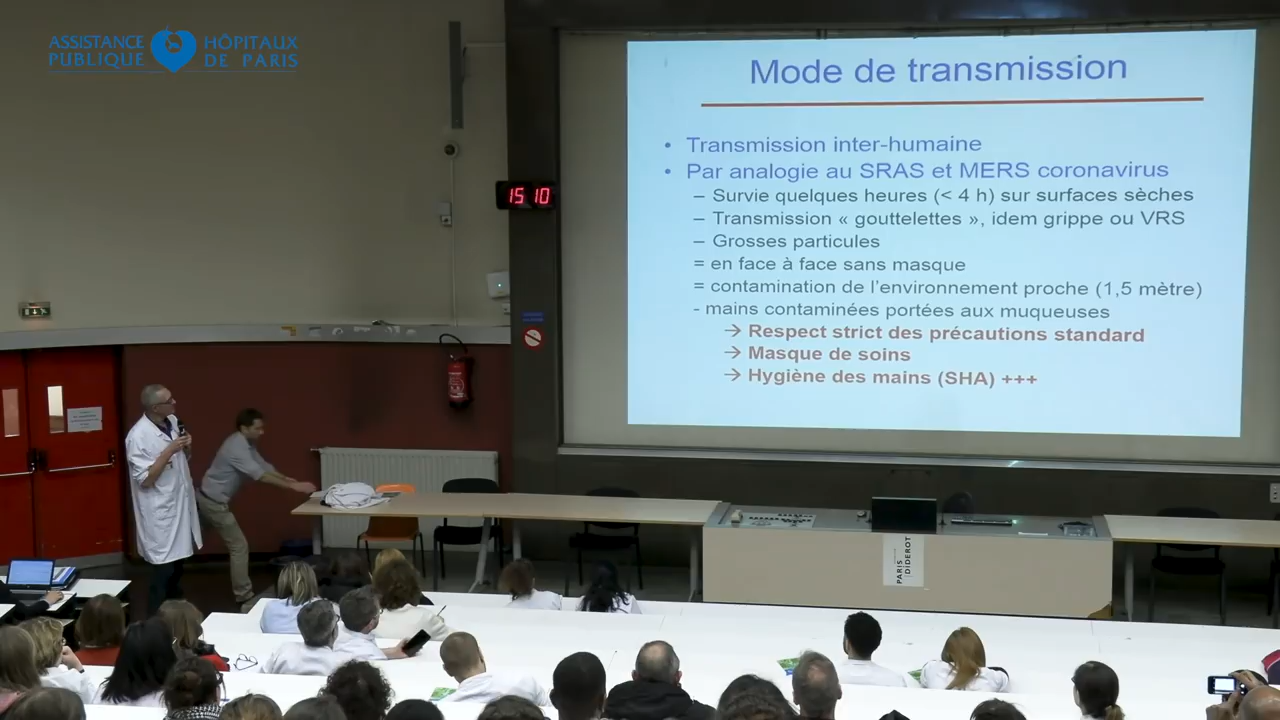 ASSISTANCE PUBLIQUE
HÔPITAUX DE PARIS
Mode de transmission
• Transmission inter-humaine
• Par analogie au SRAS et MERS coronavirus
– Survie quelques heures (< 4 h) sur surfaces sèches
– Transmission « gouttelettes », idem grippe ou VRS
– Grosses particules
= en face à face sans masque
= contamination de l'environnement proche (1,5 mètre)
- mains contaminées portées aux muqueuses
→ Respect strict des précautions standard
→ Masque de soins
→ Hygiène des mains (SHA) +++
15 10
PARIS
DIDEROT